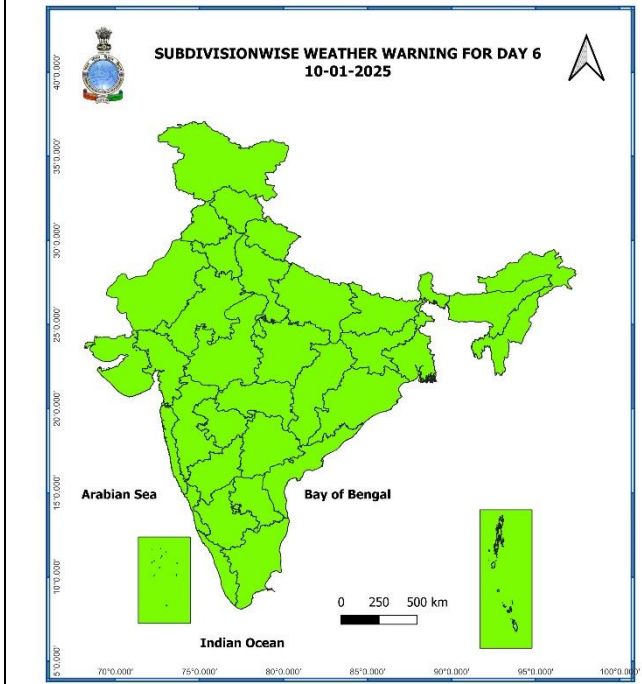 SUBDIVISIONWISE WEATHER WARNING FOR DAY 6
10-01-2025
40°0.000'
35°0.000'
30°0.000'
25°0.000'
20°0.000'
15°0.000'
10°0.000'
5°0.000'
Arabian Sea
Bay of Bengal
0 250 500 km
Indian Ocean
70°0.000' 75°0.000' 80°0.000' 85°0.000' 90°0.000' 95°0.000' 100°0.000'